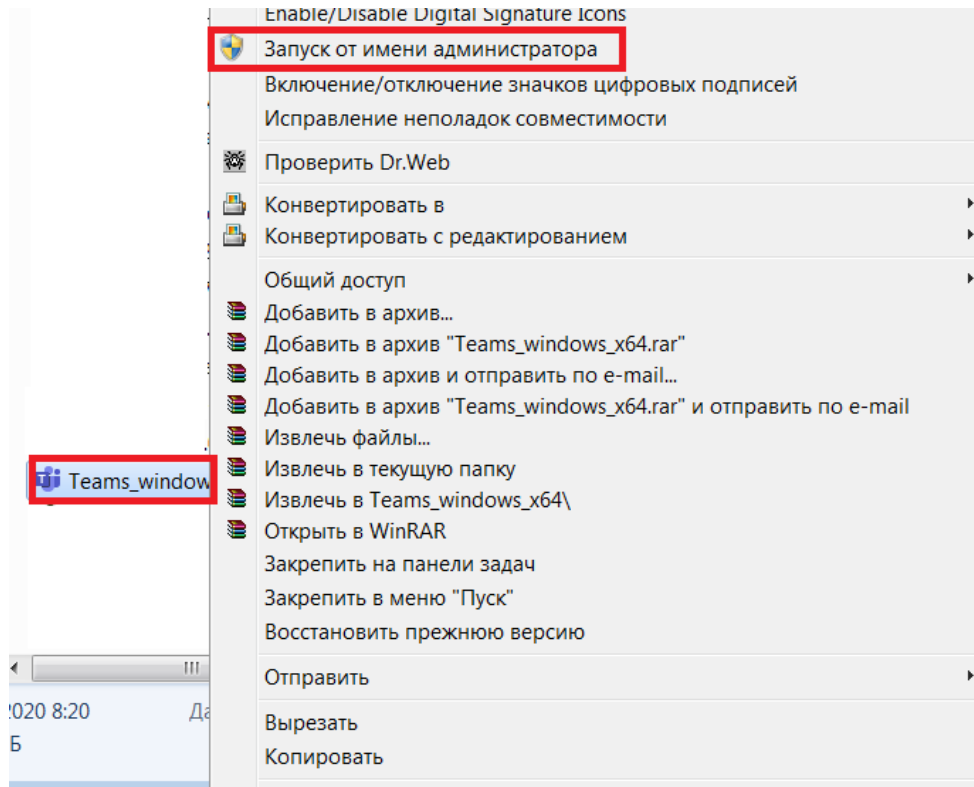 Enable/Disable Digital Signature Icons
Запуск от имени администратора
Включение/отключение значков цифровых подписей
Исправление неполадок совместимости
Проверить Dr.Web
Конвертировать в
Конвертировать с редактированием
Общий доступ
Добавить в архив...
Добавить в архив "Teams_windows_x64.rar"
Добавить в архив и отправить по e-mail...
Добавить в архив "Teams_windows_x64.rar" и отправить по e-mail
Извлечь файлы...
Извлечь в текущую папку
Teams_window
Извлечь в Teams_windows_x64\
Открыть в WinRAR
Закрепить на панели задач
Закрепить в меню "Пуск"
Восстановить прежнюю версию
Отправить
2020 8:20 Да
Б
Вырезать
Копировать